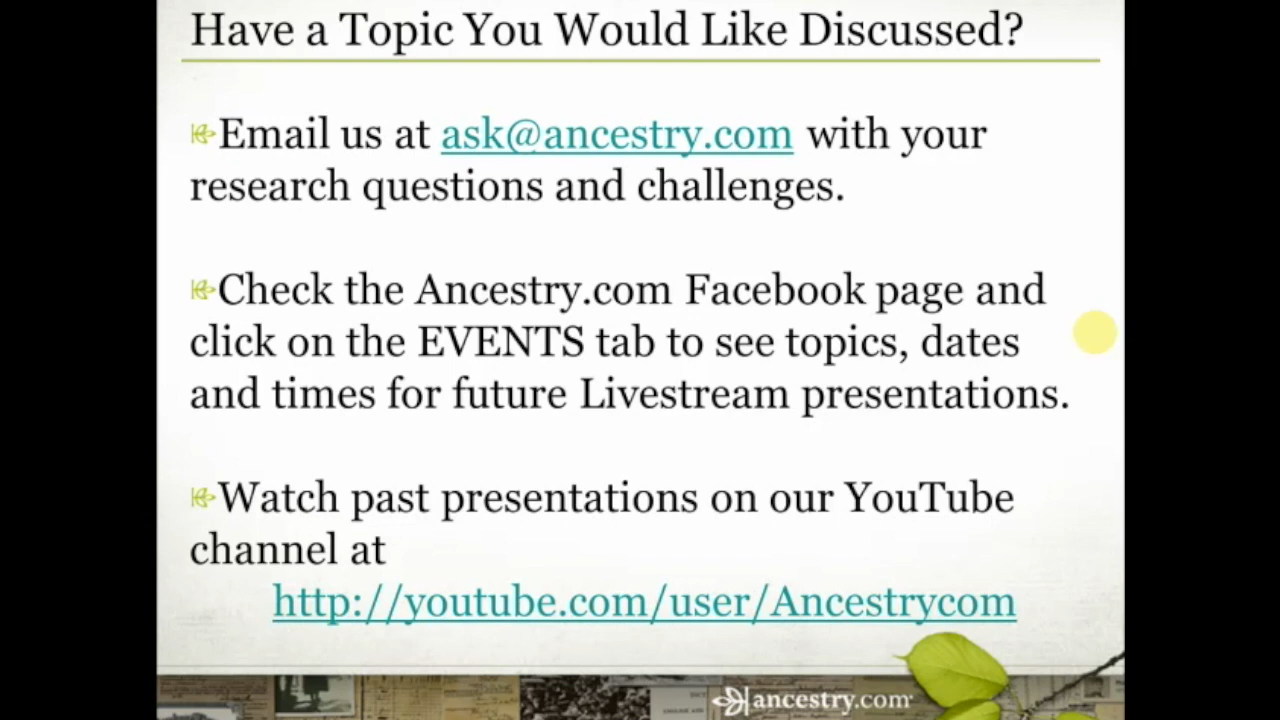 Have a Topic You Would Like Discussed?
Email us at ask@ancestry.com with your
research questions and challenges.
Check the Ancestry.com Facebook page and
click on the EVENTS tab to see topics, dates
and times for future Livestream presentations.
Watch past presentations on our YouTube
channel at
http://youtube.com/user/Ancestrycom
ancestry.com